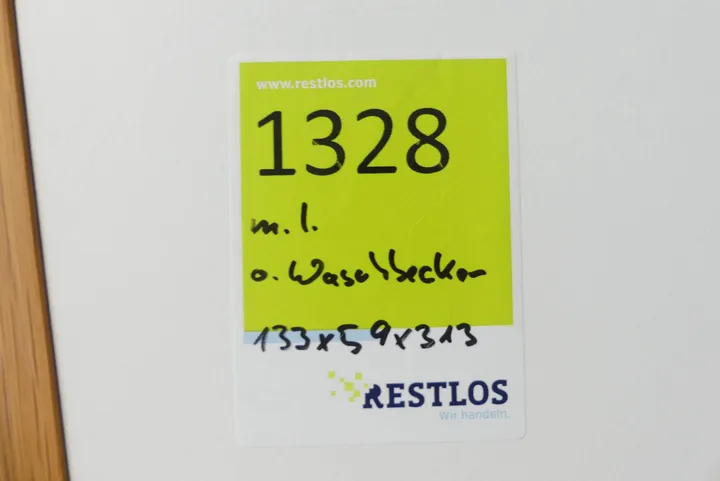 www.restlos.com
1328
m. l.
o. Waschbecken
133x59x313
RESTLOS
Wir handeln.